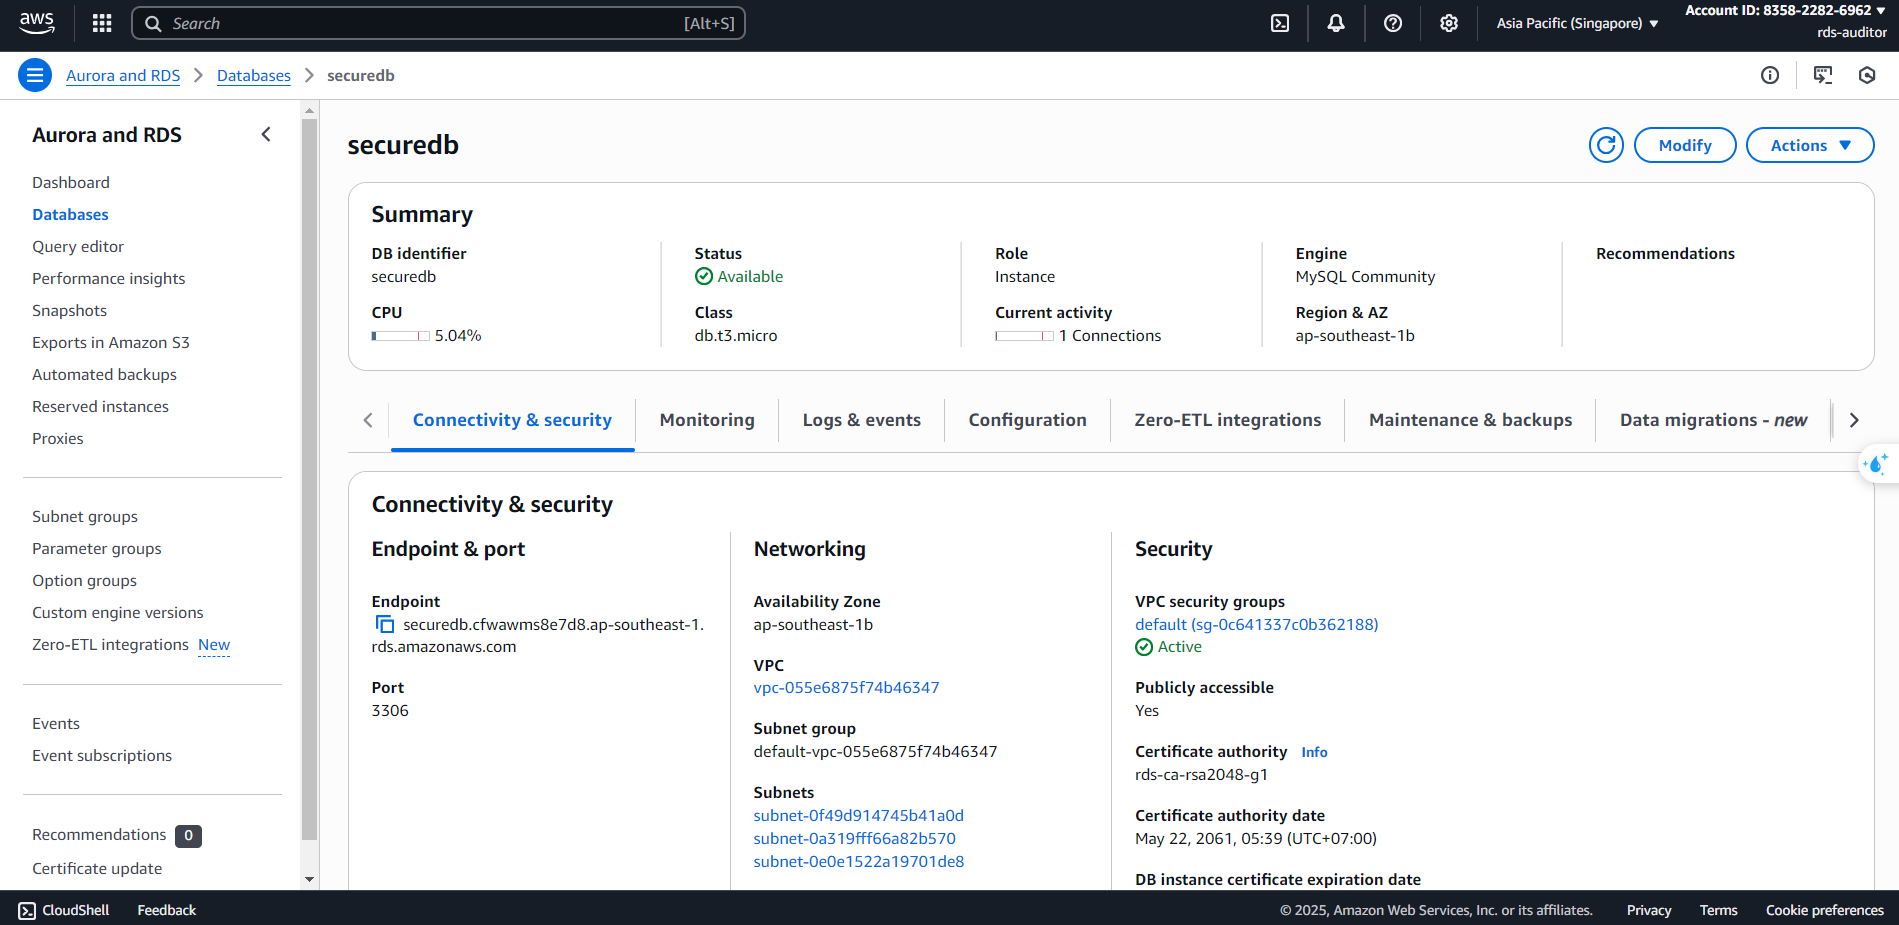 aws
Search
[Alt+S]
Asia Pacific (Singapore)
Account ID: 8358-2282-6962
rds-auditor
Aurora and RDS
Databases
securedb
Aurora and RDS
Dashboard
Databases
Query editor
Performance insights
Snapshots
Exports in Amazon S3
Automated backups
Reserved instances
Proxies
Subnet groups
Parameter groups
Option groups
Custom engine versions
Zero-ETL integrations New
Events
Event subscriptions
Recommendations 0
Certificate update
securedb
Modify
Actions
Summary
DB identifier
securedb
CPU
5.04%
Status
Available
Class
db.t3.micro
Role
Instance
Current activity
1 Connections
Engine
MySQL Community
Region & AZ
ap-southeast-1b
Recommendations
Connectivity & security
Monitoring
Logs & events
Configuration
Zero-ETL integrations
Maintenance & backups
Data migrations - new
Connectivity & security
Endpoint & port
Endpoint
securedb.cfwawms8e7d8.ap-southeast-1.
rds.amazonaws.com
Port
3306
Networking
Availability Zone
ap-southeast-1b
VPC
vpc-055e6875f74b46347
Subnet group
default-vpc-055e6875f74b46347
Subnets
subnet-0f49d914745b41a0d
subnet-0a319fff66a82b570
subnet-0e0e1522a19701de8
Security
VPC security groups
default (sg-0c641337c0b362188)
Active
Publicly accessible
Yes
Certificate authority Info
rds-ca-rsa2048-g1
Certificate authority date
May 22, 2061, 05:39 (UTC+07:00)
DB instance certificate expiration date
CloudShell
Feedback
© 2025, Amazon Web Services, Inc. or its affiliates.
Privacy
Terms
Cookie preferences